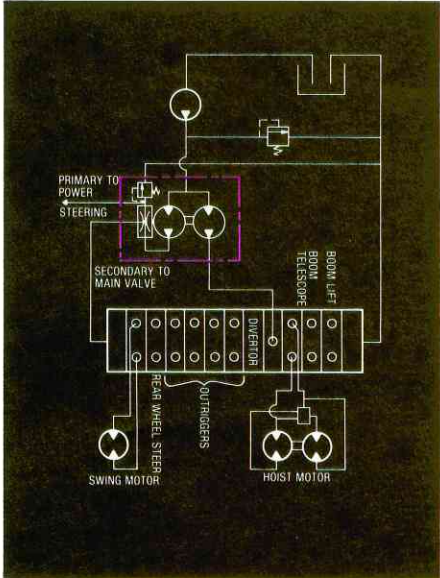 PRIMARY TO
POWER
STEERING
SECONDARY TO
MAIN VALVE
BOOM
TELESCOPE
BOOM LIFT
DIVERTOR
REAR WHEEL STEER
OUTRIGGERS
SWING MOTOR
HOIST MOTOR